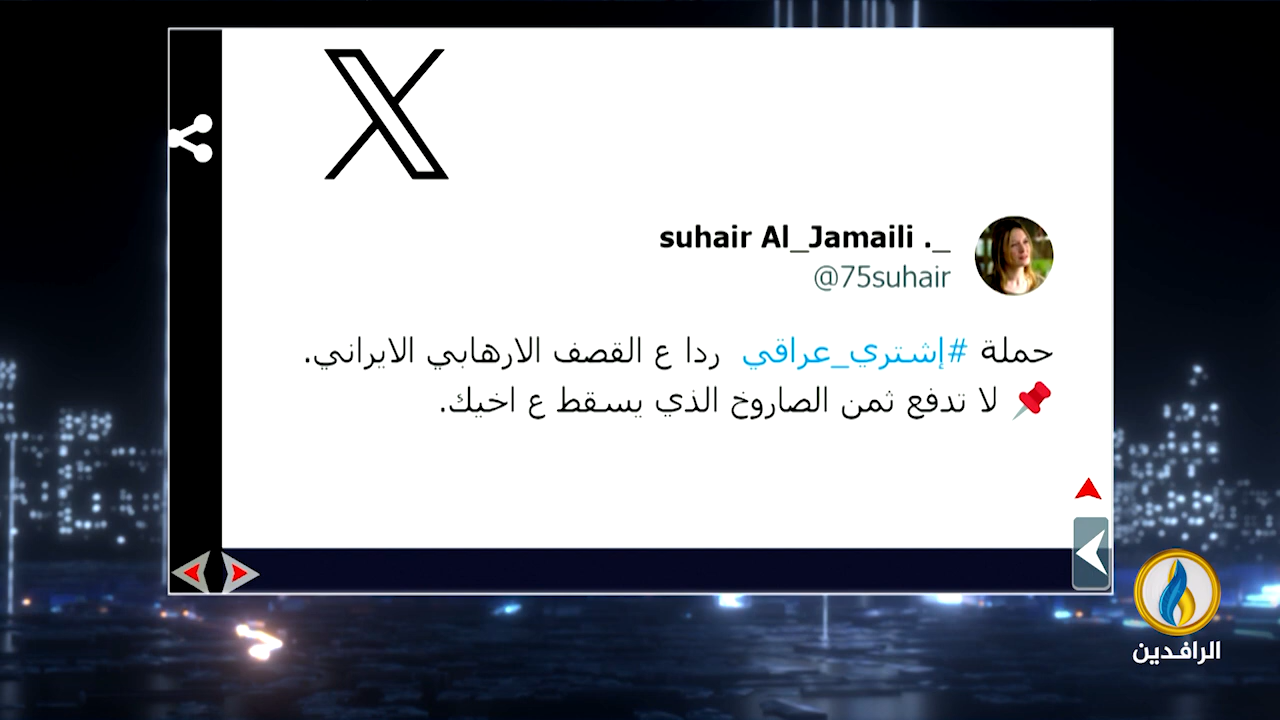 suhair Al_Jamaili ._
@75suhair
حملة #إشتري_عراقي ردا ع القصف الارهابي الايراني.
📌 لا تدفع ثمن الصاروخ الذي يسقط ع اخيك.
الرافدين